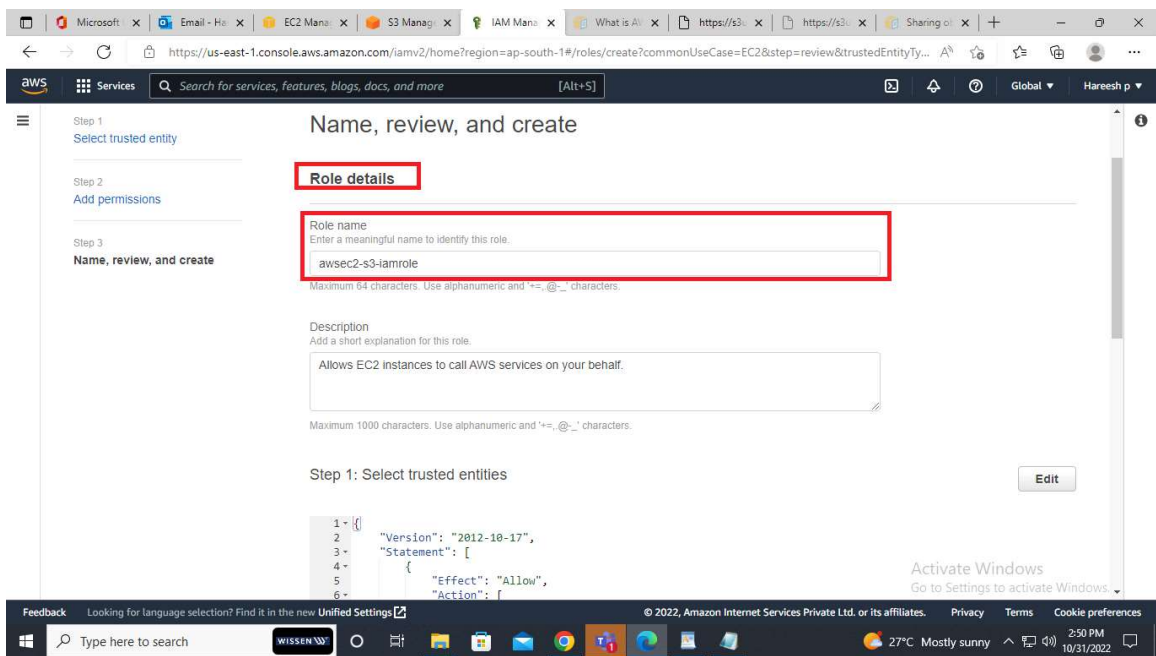 Microsoft
Email - Ha
EC2 Mana
S3 Manag
IAM Mana
What is A
https://s3
https://s3
Sharing ob
https://us-east-1.console.aws.amazon.com/iamv2/home?region=ap-south-1#/roles/create?commonUseCase=EC2&step=review&trustedEntityTy...
aws
Services
Search for services, features, blogs, docs, and more
[Alt+S]
Global
Hareesh p
Step 1
Select trusted entity
Step 2
Add permissions
Step 3
Name, review, and create
Name, review, and create
Role details
Role name
Enter a meaningful name to identify this role.
awsec2-s3-iamrole
Maximum 64 characters. Use alphanumeric and '+=,.@-_' characters.
Description
Add a short explanation for this role.
Allows EC2 instances to call AWS services on your behalf.
Maximum 1000 characters. Use alphanumeric and '+=,.@-_' characters.
Step 1: Select trusted entities
Edit
1 {
2 "Version": "2012-10-17",
3 "Statement": [
4 {
5 "Effect": "Allow",
6 "Action": [
Activate Windows
Go to Settings to activate Windows.
Feedback
Looking for language selection? Find it in the new Unified Settings
© 2022, Amazon Internet Services Private Ltd. or its affiliates.
Privacy
Terms
Cookie preferences
Type here to search
WISSEN
27°C Mostly sunny
2:50 PM
10/31/2022